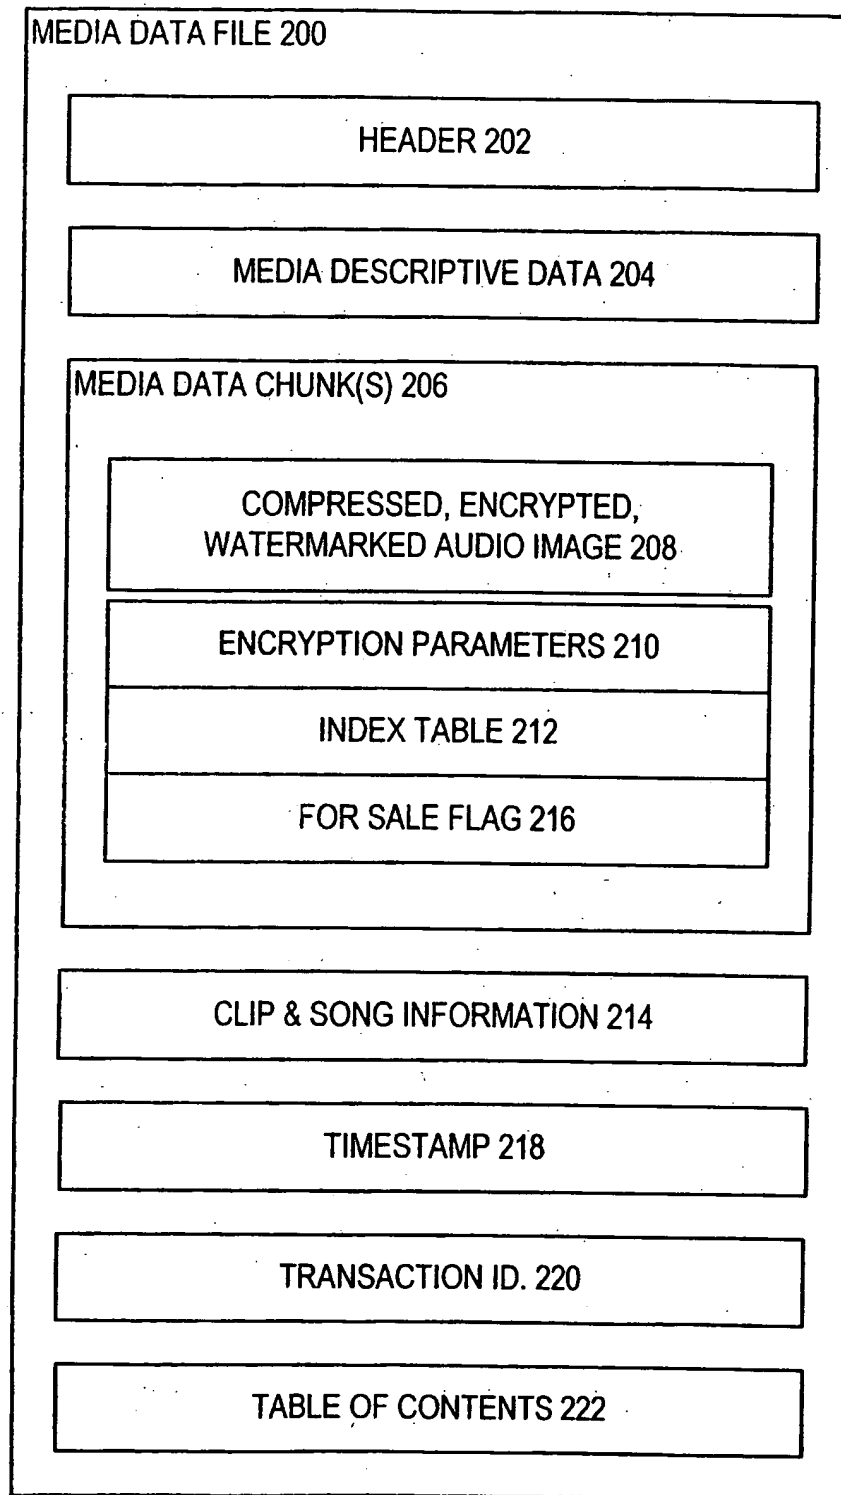 MEDIA DATA FILE 200
HEADER 202
MEDIA DESCRIPTIVE DATA 204
MEDIA DATA CHUNK(S) 206
COMPRESSED, ENCRYPTED,
WATERMARKED AUDIO IMAGE 208
ENCRYPTION PARAMETERS 210
INDEX TABLE 212
FOR SALE FLAG 216
CLIP & SONG INFORMATION 214
TIMESTAMP 218
TRANSACTION ID. 220
TABLE OF CONTENTS 222